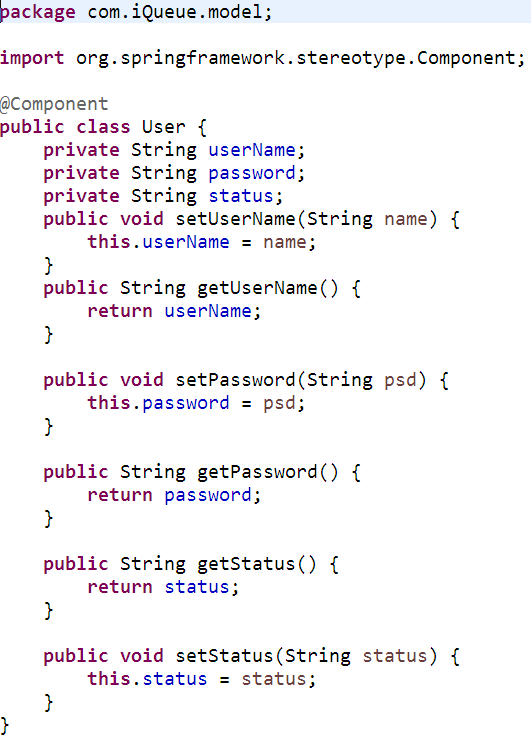 package com.iQueue.model;
import org.springframework.stereotype.Component;
@Component
public class User {
    private String userName;
    private String password;
    private String status;
    public void setUserName(String name) {
        this.userName = name;
    }
    public String getUserName() {
        return userName;
    }
    public void setPassword(String psd) {
        this.password = psd;
    }
    public String getPassword() {
        return password;
    }
    public String getStatus() {
        return status;
    }
    public void setStatus(String status) {
        this.status = status;
    }
}